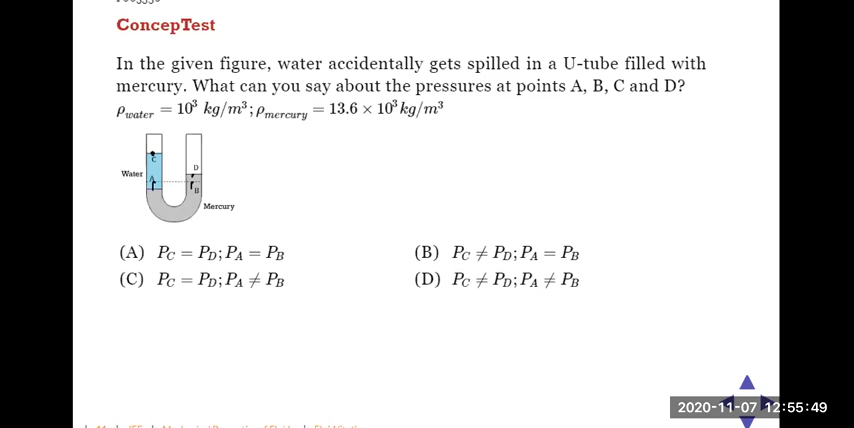 ConcepTest
In the given figure, water accidentally gets spilled in a U-tube filled with
mercury. What can you say about the pressures at points A, B, C and D?
ρwater = 10³ kg/m³; ρmercury = 13.6 × 10³ kg/m³
C
D
Water
A
B
Mercury
(A) PC = PD; PA = PB
(B) PC ≠ PD; PA = PB
(C) PC = PD; PA ≠ PB
(D) PC ≠ PD; PA ≠ PB
2020-11-07 12:55:49